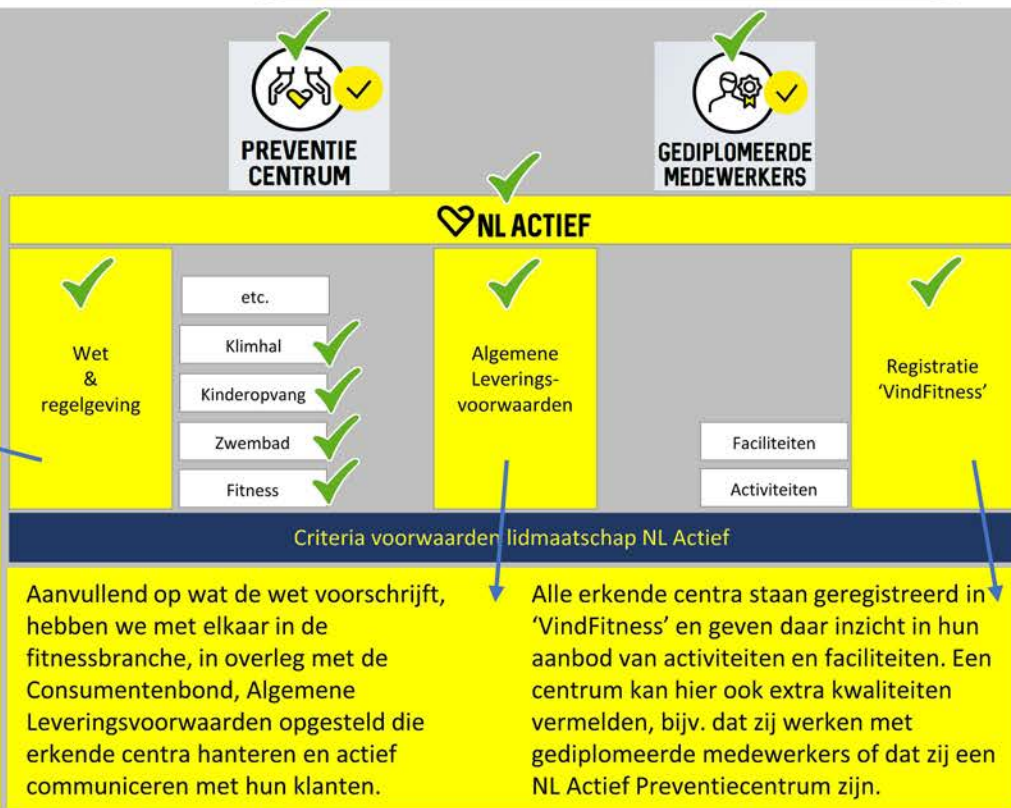 PREVENTIE
CENTRUM
GEDIPLOMEERDE
MEDEWERKERS
NL ACTIEF
Wet
&
regelgeving
etc.
Klimhal
Kinderopvang
Zwembad
Fitness
Algemene
Leverings-
voorwaarden
Faciliteiten
Activiteiten
Registratie
‘VindFitness’
Criteria voorwaarden lidmaatschap NL Actief
Aanvullend op wat de wet voorschrijft,
hebben we met elkaar in de
fitnessbranche, in overleg met de
Consumentenbond, Algemene
Leveringsvoorwaarden opgesteld die
erkende centra hanteren en actief
communiceren met hun klanten.
Alle erkende centra staan geregistreerd in
‘VindFitness’ en geven daar inzicht in hun
aanbod van activiteiten en faciliteiten. Een
centrum kan hier ook extra kwaliteiten
vermelden, bijv. dat zij werken met
gediplomeerde medewerkers of dat zij een
NL Actief Preventiecentrum zijn.